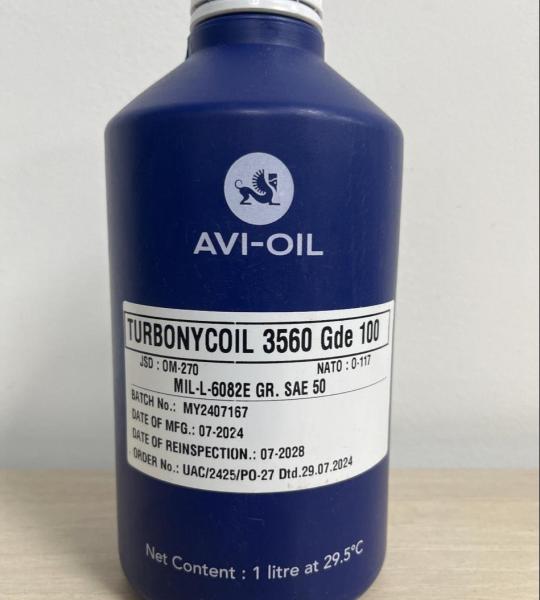 AVI-OIL
TURBONYCOIL 3560 Gde 100
JSD : OM-270 NATO : O-117
MIL-L-6082E GR. SAE 50
BATCH No.: MY2407167
DATE OF MFG.: 07-2024
DATE OF REINSPECTION.: 07-2028
ORDER No.: UAC/2425/PO-27 Dtd.29.07.2024
Net Content : 1 litre at 29.5°C